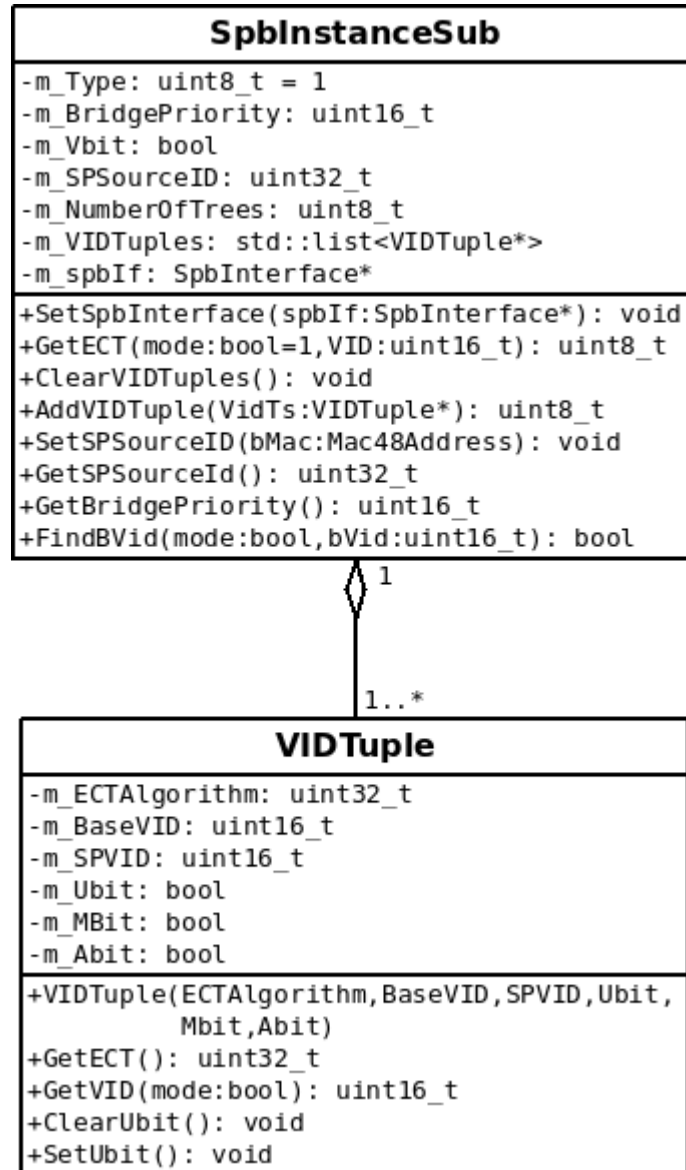 SpbInstanceSub
-m_Type: uint8_t = 1
-m_BridgePriority: uint16_t
-m_Vbit: bool
-m_SPSourceID: uint32_t
-m_NumberOfTrees: uint8_t
-m_VIDTuples: std::list<VIDTuple*>
-m_spbIf: SpbInterface*
+SetSpbInterface(spbIf:SpbInterface*): void
+GetECT(mode:bool=1,VID:uint16_t): uint8_t
+ClearVIDTuples(): void
+AddVIDTuple(VidTs:VIDTuple*): uint8_t
+SetSPSourceID(bMac:Mac48Address): void
+GetSPSourceId(): uint32_t
+GetBridgePriority(): uint16_t
+FindBVid(mode:bool,bVid:uint16_t): bool
1
1..*
VIDTuple
-m_ECTAlgorithm: uint32_t
-m_BaseVID: uint16_t
-m_SPVID: uint16_t
-m_Ubit: bool
-m_MBit: bool
-m_Abit: bool
+VIDTuple(ECTAlgorithm,BaseVID,SPVID,Ubit,
Mbit,Abit)
+GetECT(): uint32_t
+GetVID(mode:bool): uint16_t
+ClearUbit(): void
+SetUbit(): void